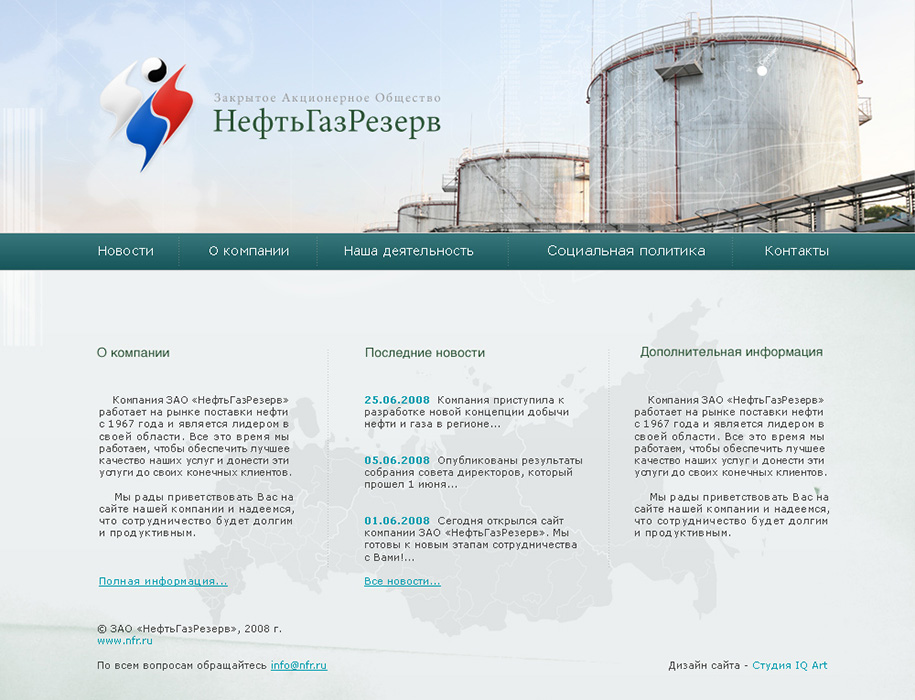 Закрытое Акционерное Общество
НефтьГазРезерв
Новости
О компании
Наша деятельность
Социальная политика
Контакты
О компании
Компания ЗАО «НефтьГазРезерв»
работает на рынке поставки нефти
с 1967 года и является лидером в
своей области. Все это время мы
работаем, чтобы обеспечить лучшее
качество наших услуг и донести эти
услуги до своих конечных клиентов.
Мы рады приветствовать Вас на
сайте нашей компании и надеемся,
что сотрудничество будет долгим
и продуктивным.
Полная информация...
Последние новости
25.06.2008 Компания приступила к
разработке новой концепции добычи
нефти и газа в регионе...
05.06.2008 Опубликованы результаты
собрания совета директоров, который
прошел 1 июня...
01.06.2008 Сегодня открылся сайт
компании ЗАО «НефтьГазРезерв». Мы
готовы к новым этапам сотрудничества
с Вами!...
Все новости...
Дополнительная информация
Компания ЗАО «НефтьГазРезерв»
работает на рынке поставки нефти
с 1967 года и является лидером в
своей области. Все это время мы
работаем, чтобы обеспечить лучшее
качество наших услуг и донести эти
услуги до своих конечных клиентов.
Мы рады приветствовать Вас на
сайте нашей компании и надеемся,
что сотрудничество будет долгим
и продуктивным.
© ЗАО «НефтьГазРезерв», 2008 г.
www.nfr.ru
По всем вопросам обращайтесь info@nfr.ru
Дизайн сайта - Студия IQ Art